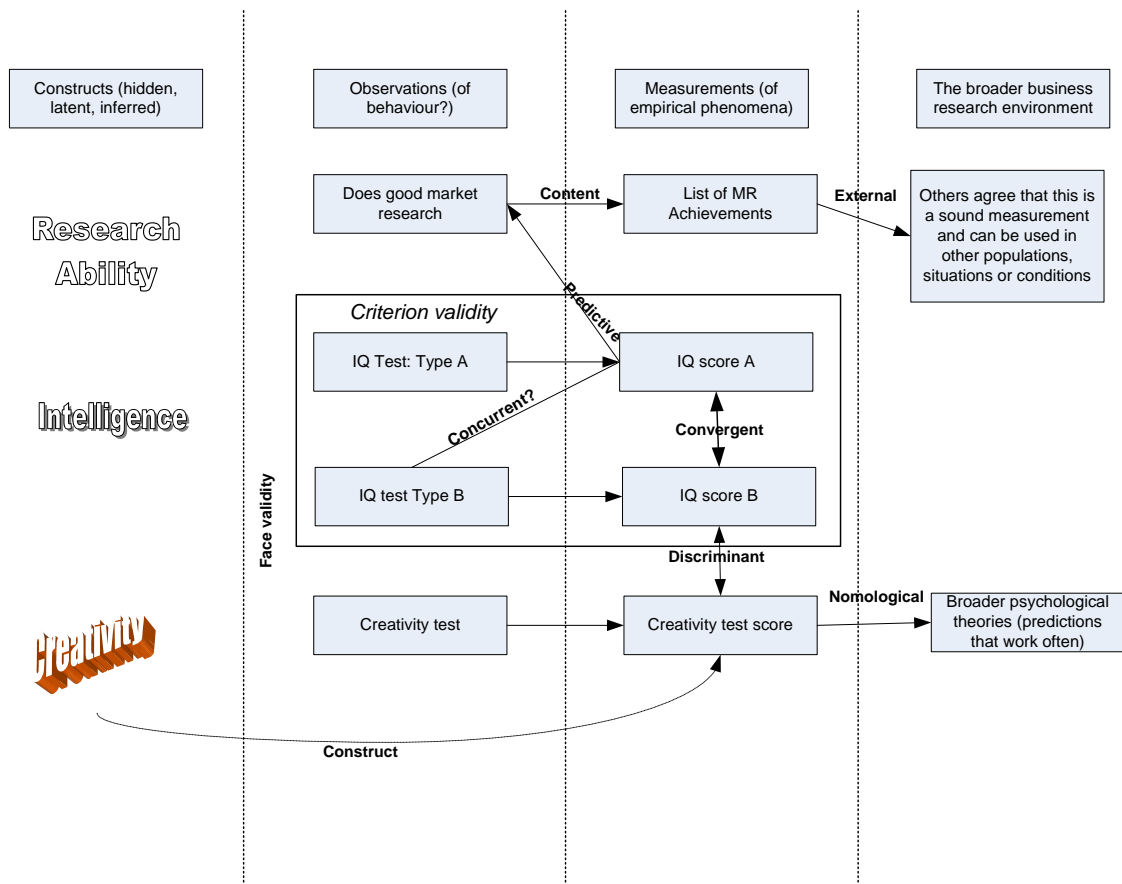 Constructs (hidden,
latent, inferred)
Observations (of
behaviour?)
Measurements (of
empirical phenomena)
The broader business
research environment
Research
Ability
Does good market
research
Content
List of MR
Achievements
External
Others agree that this is
a sound measurement
and can be used in
other populations,
situations or conditions
Predictive
Criterion validity
IQ Test: Type A
IQ score A
Intelligence
Concurrent?
Convergent
IQ test Type B
IQ score B
Face validity
Discriminant
Creativity
Creativity test
Creativity test score
Nomological
Broader psychological
theories (predictions
that work often)
Construct